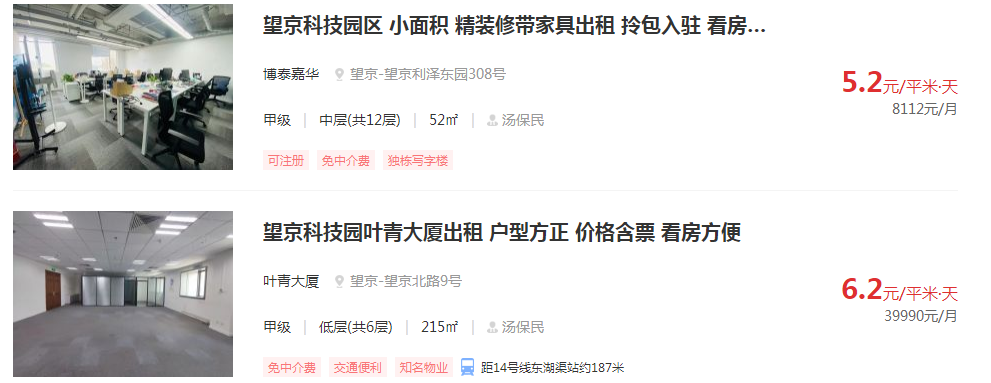 望京科技园区 小面积 精装修带家具出租 拎包入驻 看房...
博泰嘉华 望京-望京利泽东园308号
甲级 | 中层(共12层) | 52㎡ 汤保民
可注册 免中介费 独栋写字楼
5.2元/平米·天
8112元/月
望京科技园叶青大厦出租 户型方正 价格含票 看房方便
叶青大厦 望京-望京北路9号
甲级 | 低层(共6层) | 215㎡ 汤保民
免中介费 交通便利 知名物业 距14号线东湖渠站约187米
6.2元/平米·天
39990元/月